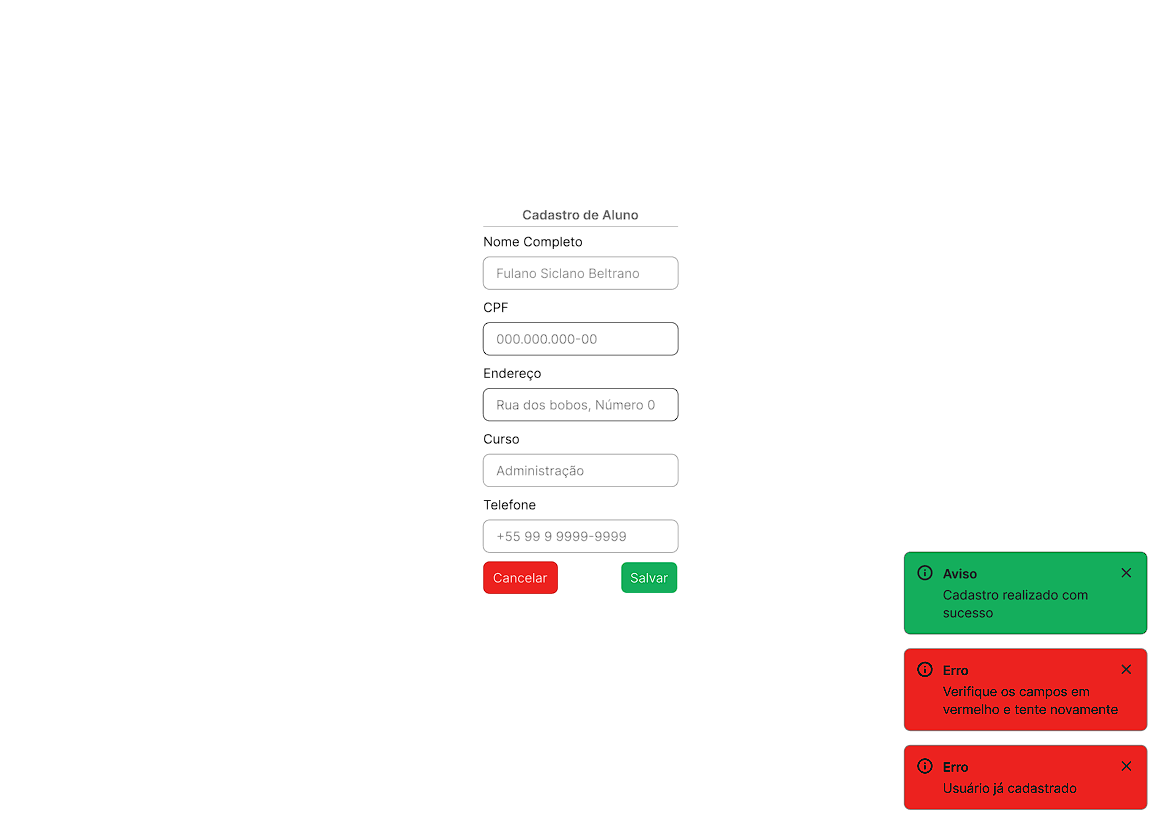 Cadastro de Aluno
Nome Completo
Fulano Siclano Beltrano
CPF
000.000.000-00
Endereço
Rua dos bobos, Número 0
Curso
Administração
Telefone
+55 99 9 9999-9999
Cancelar
Salvar
Aviso
Cadastro realizado com
sucesso
Erro
Verifique os campos em
vermelho e tente novamente
Erro
Usuário já cadastrado